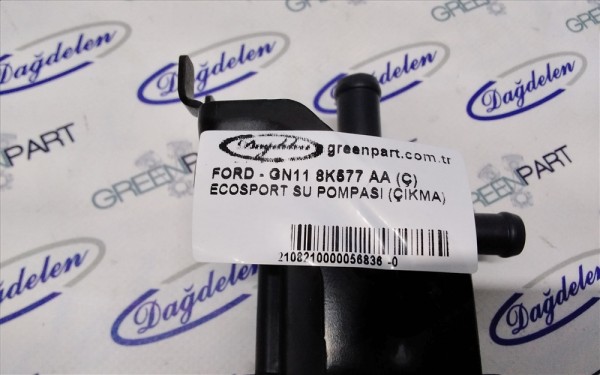 Dağdelen
GREENPART
Dağdelen
Dağdelen
GREENPART
Dağdelen greenpart.com.tr
FORD - GN11 8K577 AA (Ç)
ECOSPORT SU POMPASI (ÇIKMA)
2108210000056836 -0
Dağdelen
Dağdelen
GREENPART